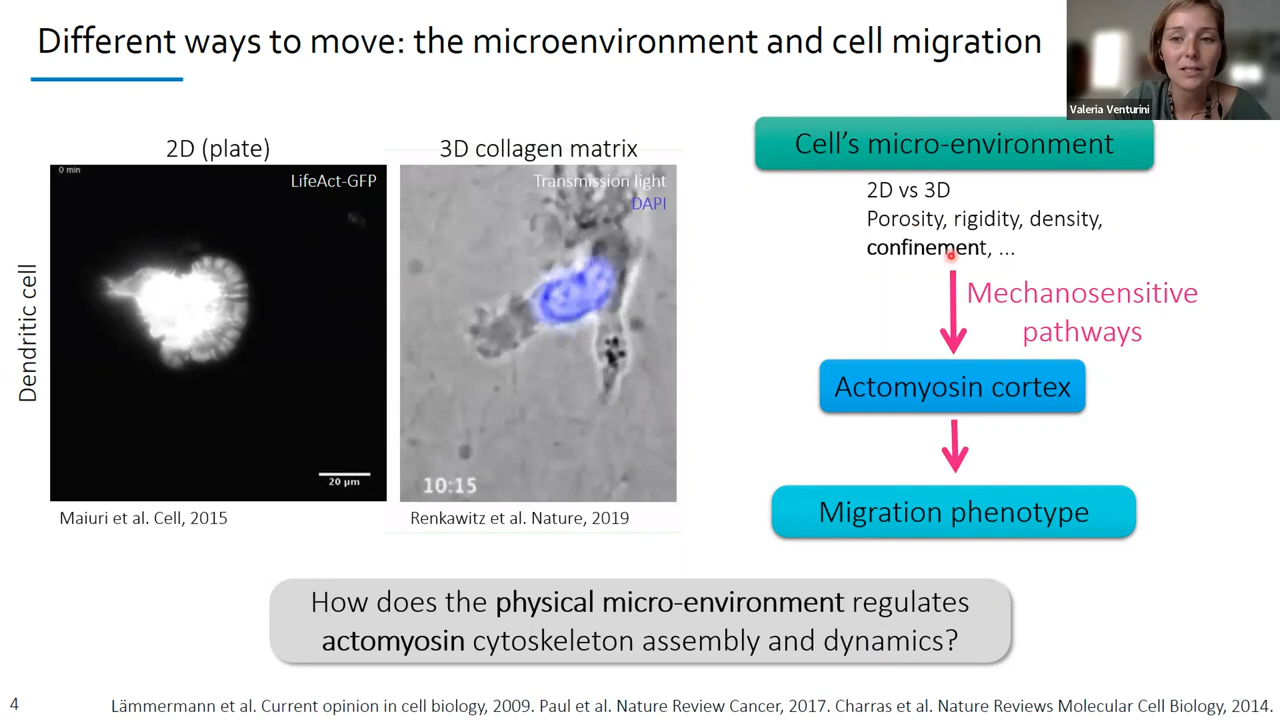 Different ways to move: the microenvironment and cell migration
Valeria Venturini
2D (plate)
3D collagen matrix
Dendritic cell
0 min
LifeAct-GFP
20 µm
Transmission light
DAPI
10:15
Maiuri et al. Cell, 2015
Renkawitz et al. Nature, 2019
Cell's micro-environment
2D vs 3D
Porosity, rigidity, density,
confinement, ...
Mechanosensitive
pathways
Actomyosin cortex
Migration phenotype
How does the physical micro-environment regulates
actomyosin cytoskeleton assembly and dynamics?
4
Lämmermann et al. Current opinion in cell biology, 2009. Paul et al. Nature Review Cancer, 2017. Charras et al. Nature Reviews Molecular Cell Biology, 2014.